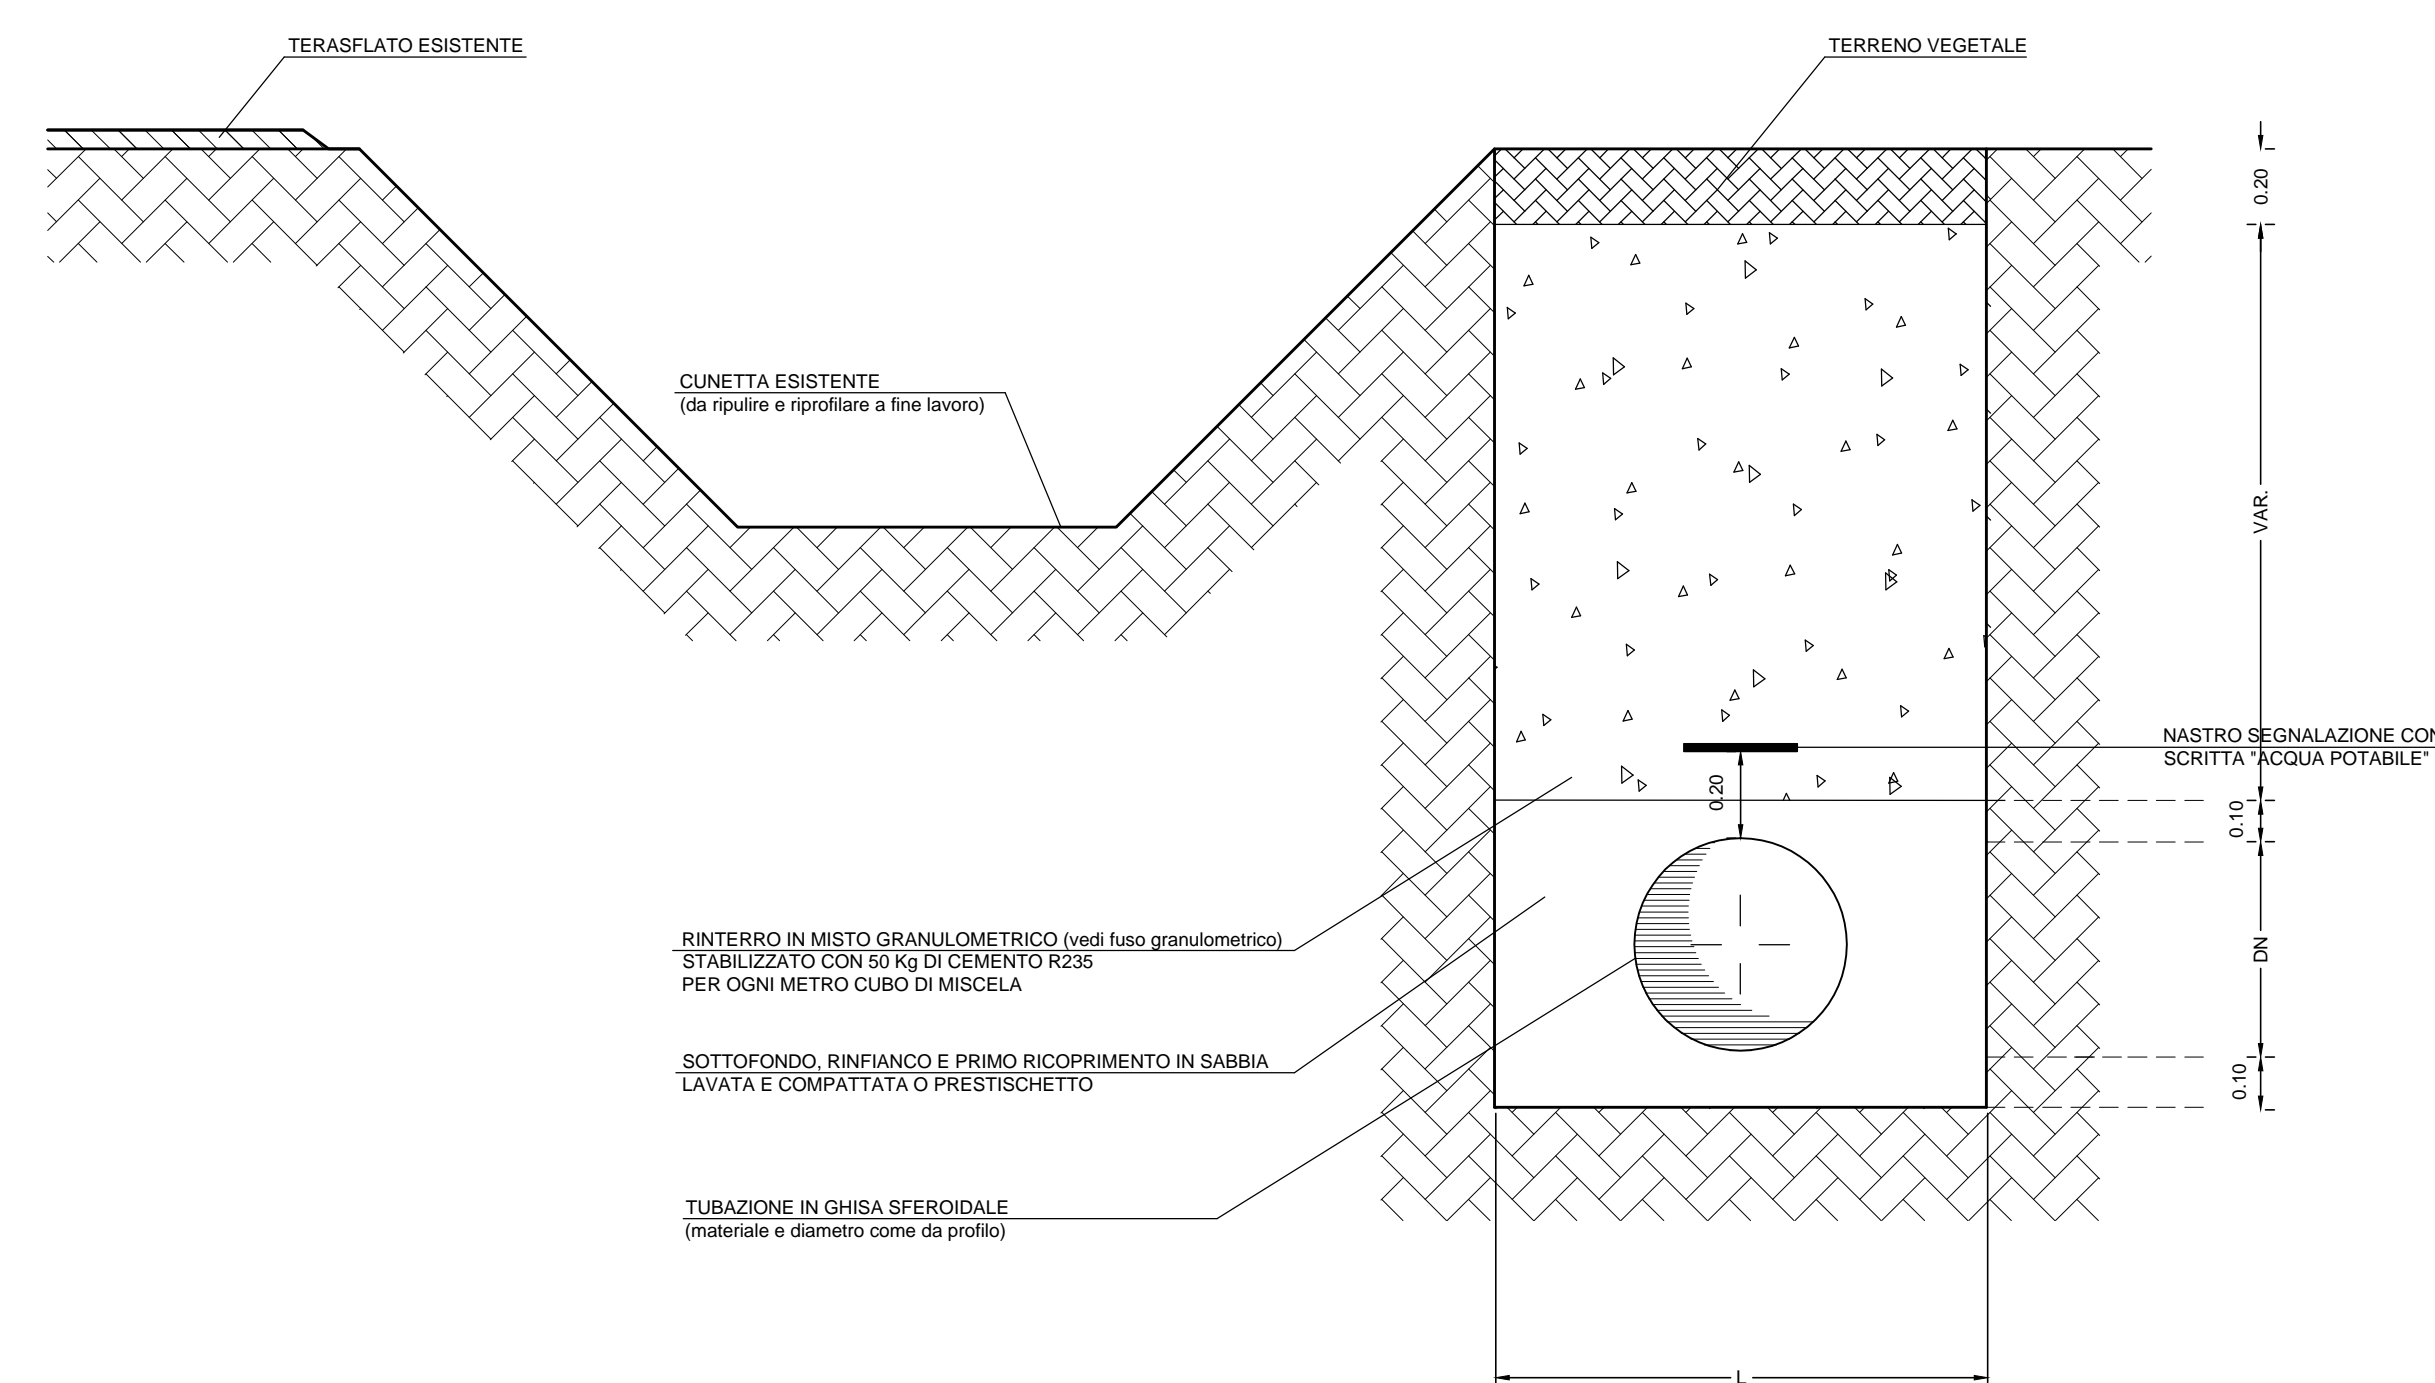 TERASFLATO ESISTENTE
TERRENO VEGETALE
0.20
CUNETTA ESISTENTE
(da ripulire e riprofilare a fine lavoro)
VAR.
NASTRO SEGNALAZIONE CON
SCRITTA "ACQUA POTABILE"
0.20
0.10
RINTERRO IN MISTO GRANULOMETRICO (vedi fuso granulometrico)
STABILIZZATO CON 50 Kg DI CEMENTO R235
PER OGNI METRO CUBO DI MISCELA
DN
SOTTOFONDO, RINFIANCO E PRIMO RICOPRIMENTO IN SABBIA
LAVATA E COMPATTATA O PRESTISCHETTO
0.10
TUBAZIONE IN GHISA SFEROIDALE
(materiale e diametro come da profilo)
L